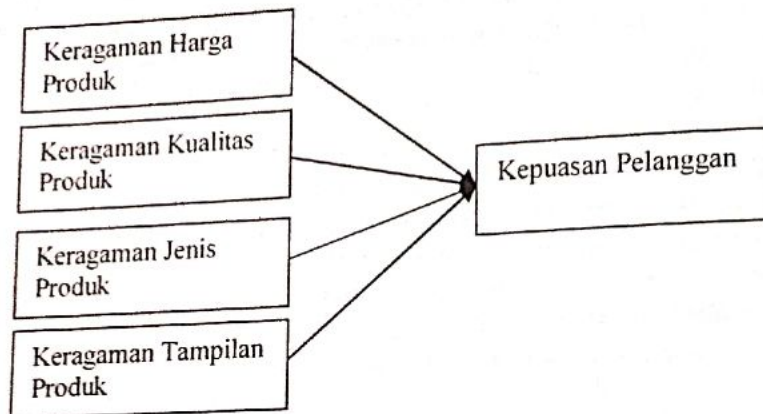 Keragaman Harga
Produk
Keragaman Kualitas
Produk
Keragaman Jenis
Produk
Keragaman Tampilan
Produk
Kepuasan Pelanggan